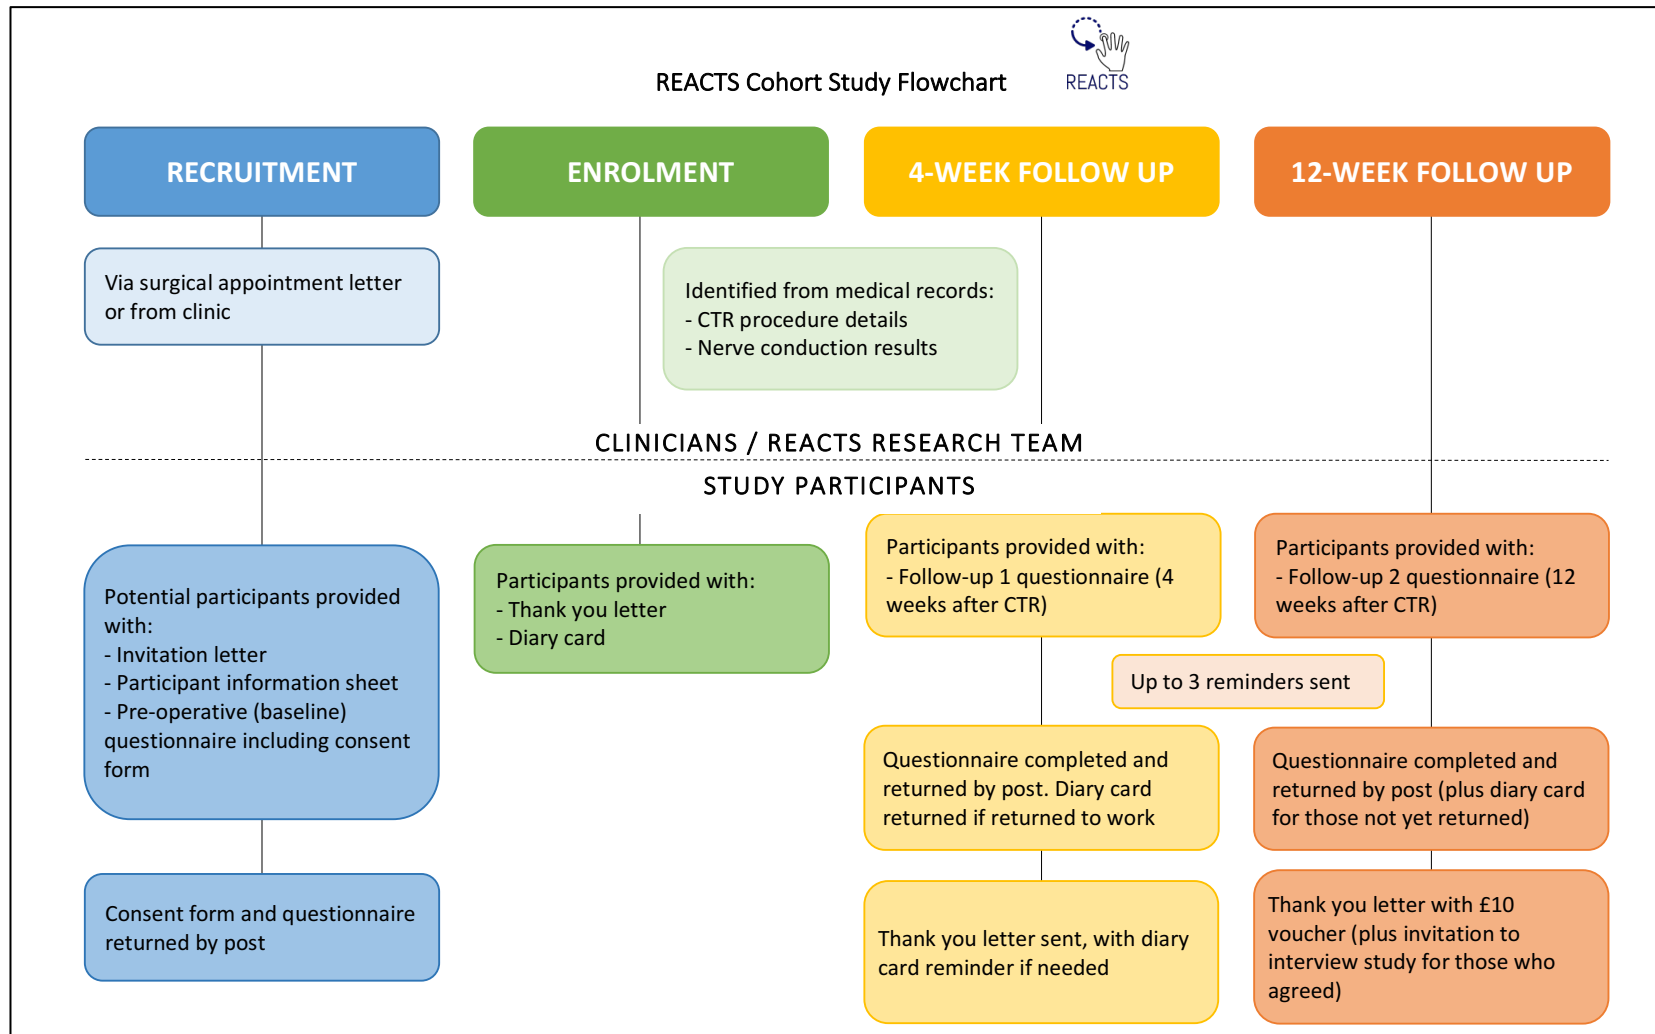 REACTS Cohort Study Flowchart
REACTS
RECRUITMENT
ENROLMENT
4-WEEK FOLLOW UP
12-WEEK FOLLOW UP
Via surgical appointment letter
or from clinic
Identified from medical records:
- CTR procedure details
- Nerve conduction results
CLINICIANS / REACTS RESEARCH TEAM
STUDY PARTICIPANTS
Potential participants provided
with:
- Invitation letter
- Participant information sheet
- Pre-operative (baseline)
questionnaire including consent
form
Consent form and questionnaire
returned by post
Participants provided with:
- Thank you letter
- Diary card
Participants provided with:
- Follow-up 1 questionnaire (4
weeks after CTR)
Participants provided with:
- Follow-up 2 questionnaire (12
weeks after CTR)
Up to 3 reminders sent
Questionnaire completed and
returned by post. Diary card
returned if returned to work
Questionnaire completed and
returned by post (plus diary card
for those not yet returned)
Thank you letter sent, with diary
card reminder if needed
Thank you letter with £10
voucher (plus invitation to
interview study for those who
agreed)